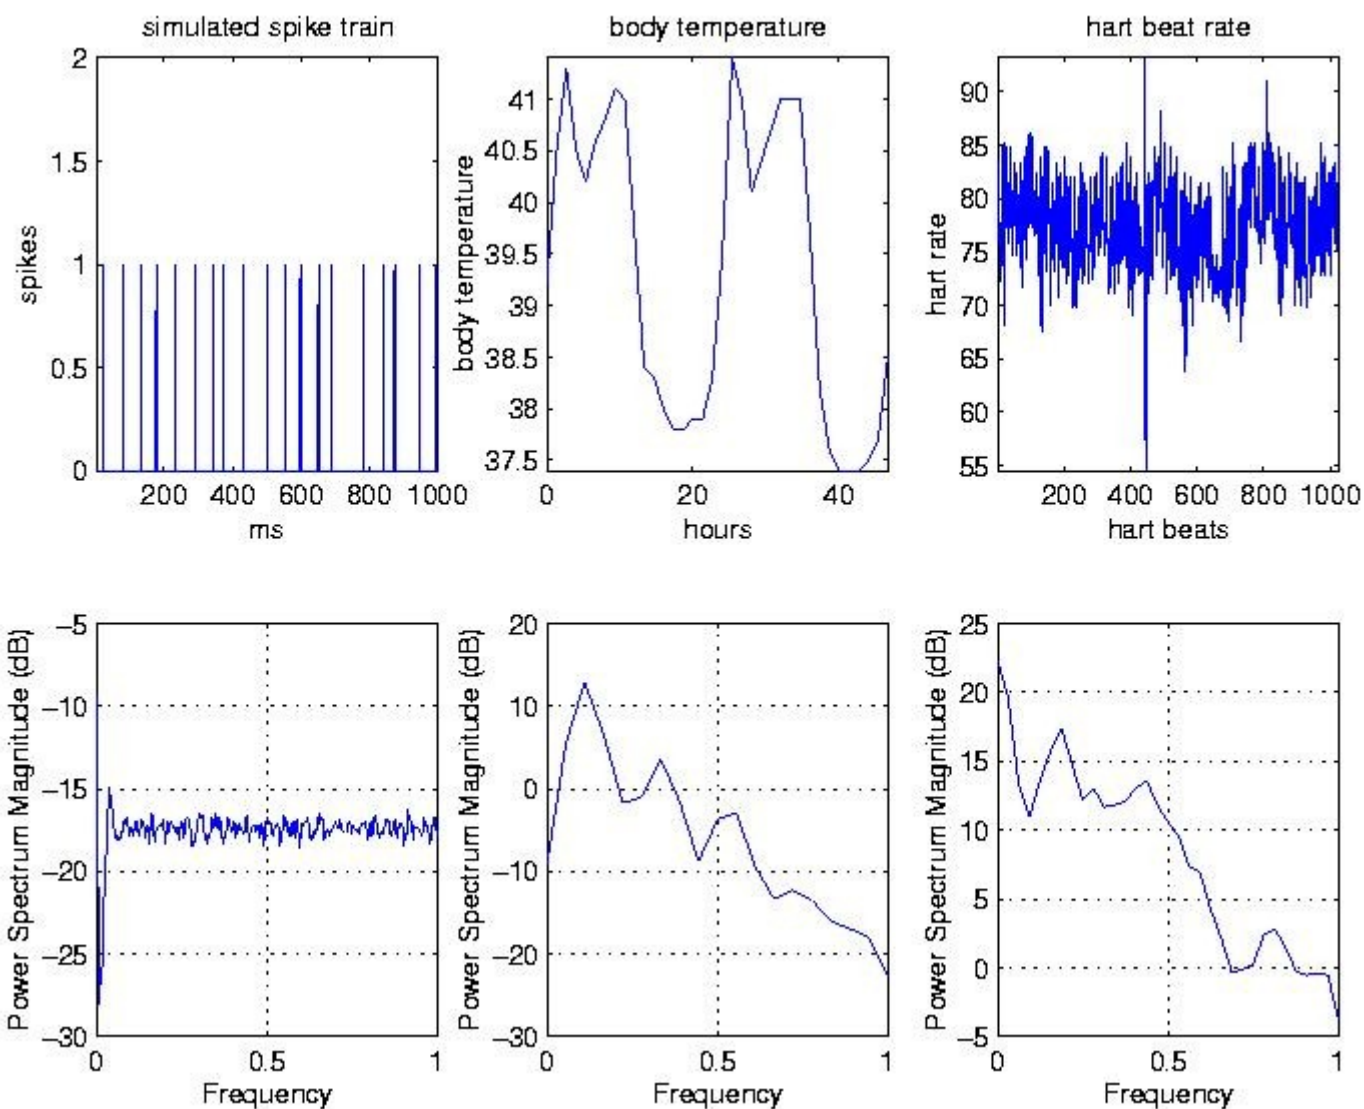 simulated spike train
2
1.5
1
0.5
0
spikes
200 400 600 800 1000
ms
body temperature
41
40.5
40
39.5
39
38.5
38
37.5
body temperature
0 20 40
hours
hart beat rate
90
85
80
75
70
65
60
55
hart rate
200 400 600 800 1000
hart beats
−5
−10
−15
−20
−25
−30
Power Spectrum Magnitude (dB)
0 0.5 1
Frequency
20
10
0
−10
−20
−30
Power Spectrum Magnitude (dB)
0 0.5 1
Frequency
25
20
15
10
5
0
−5
Power Spectrum Magnitude (dB)
0 0.5 1
Frequency